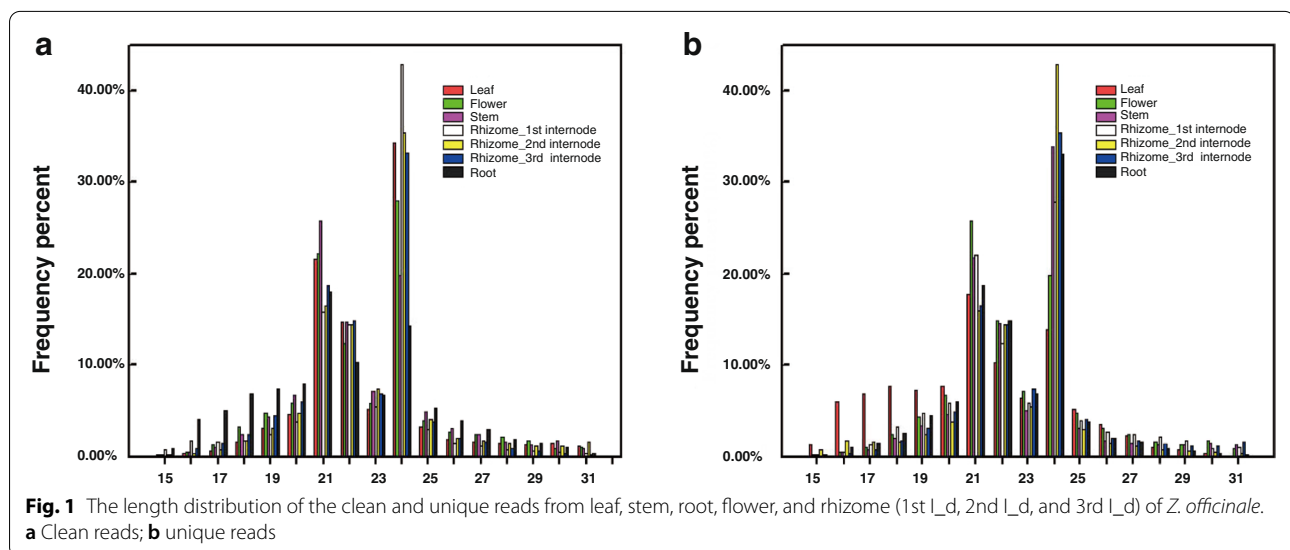 a
Frequency percent
40.00%
30.00%
20.00%
10.00%
0.00%
Leaf
Flower
Stem
Rhizome_1st internode
Rhizome_2nd internode
Rhizome_3rd internode
Root
15 17 19 21 23 25 27 29 31
b
Frequency percent
40.00%
30.00%
20.00%
10.00%
0.00%
Leaf
Flower
Stem
Rhizome_1st internode
Rhizome_2nd internode
Rhizome_3rd internode
Root
15 17 19 21 23 25 27 29 31
Fig. 1 The length distribution of the clean and unique reads from leaf, stem, root, flower, and rhizome (1st I_d, 2nd I_d, and 3rd I_d) of Z. officinale.
a Clean reads; b unique reads